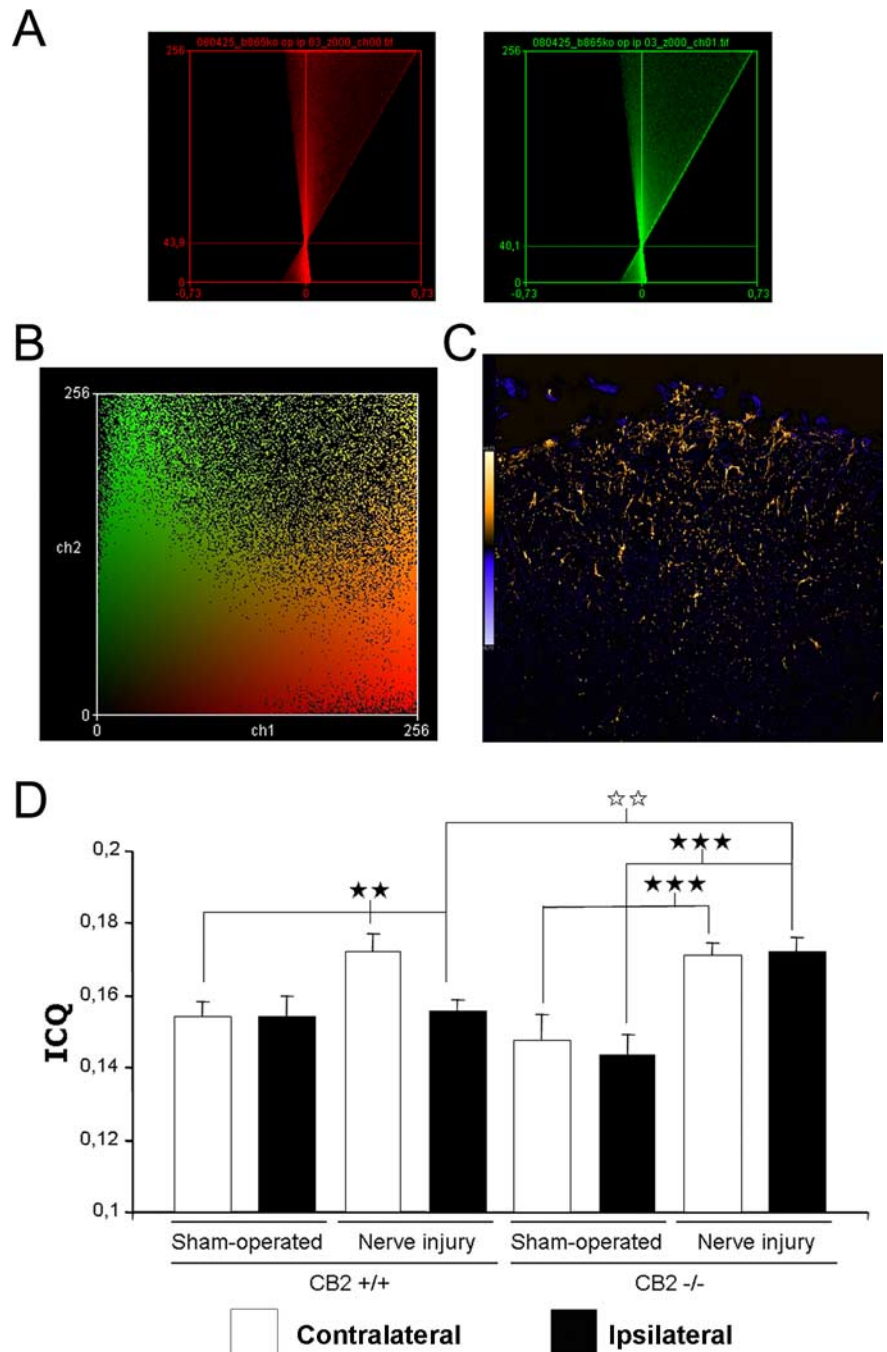 A
080425_b865ko op ip 03_z000_ch00.tif
256
43,9
0
-0,73
0
0,73
080425_b865ko op ip 03_z000_ch01.tif
256
40,1
0
-0,73
0
0,73
B
256
ch2
0
0
ch1
256
C
D
☆☆
★★★
★★
★★★
ICQ
0,2
0,18
0,16
0,14
0,12
0,1
Sham-operated
Nerve injury
Sham-operated
Nerve injury
CB2 +/+
CB2 -/-
Contralateral
Ipsilateral